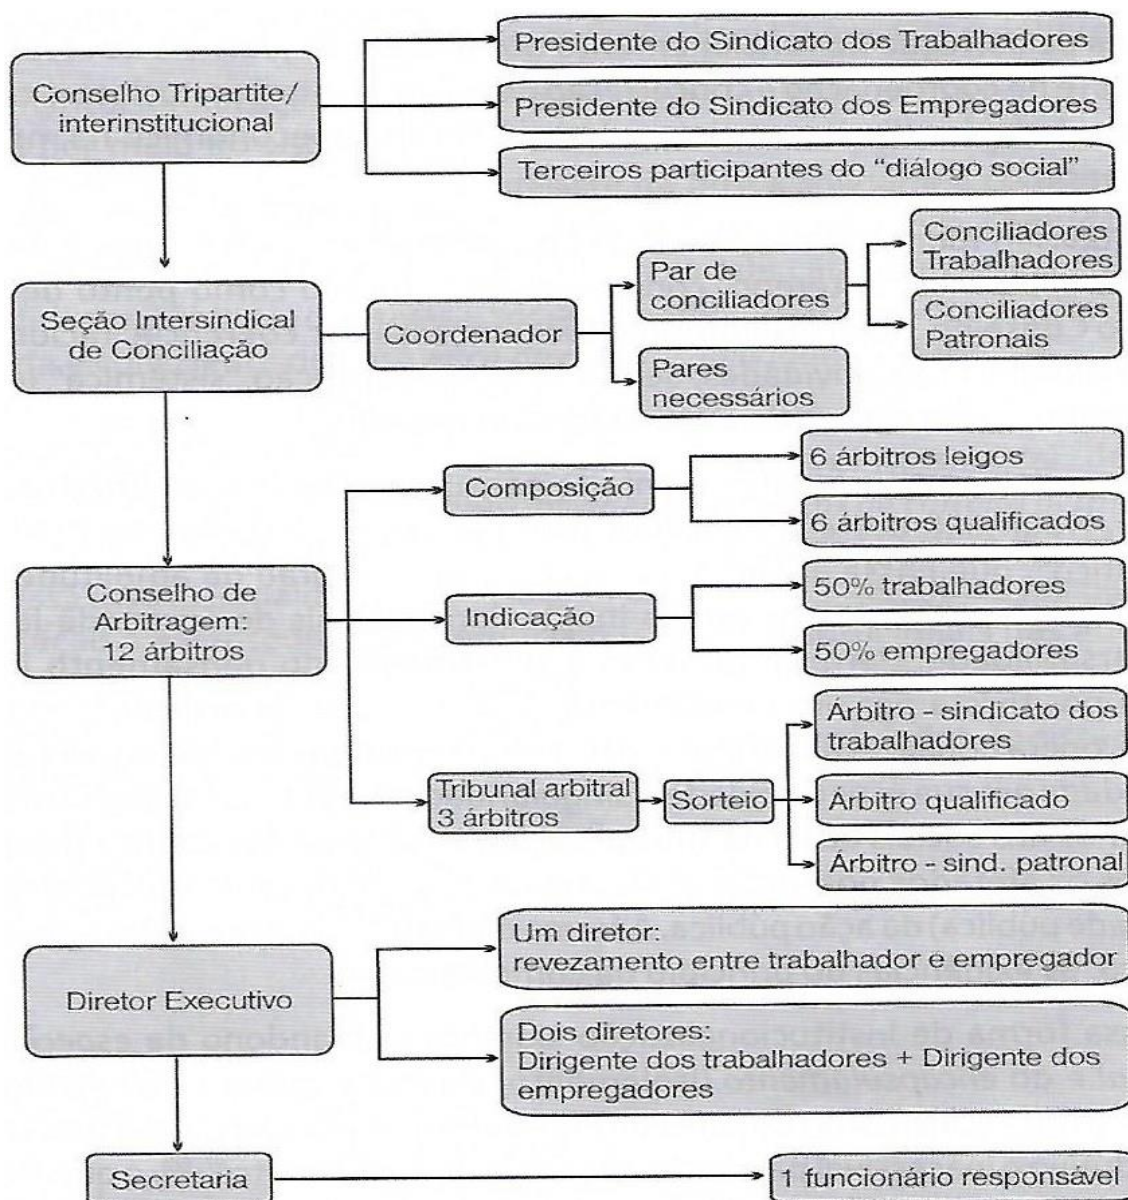 Presidente do Sindicato dos Trabalhadores
Conselho Tripartite/
interinstitucional
Presidente do Sindicato dos Empregadores
Terceiros participantes do “diálogo social”
Seção Intersindical
de Conciliação
Coordenador
Par de
conciliadores
Conciliadores
Trabalhadores
Conciliadores
Patronais
Pares
necessários
Conselho de
Arbitragem:
12 árbitros
Composição
6 árbitros leigos
6 árbitros qualificados
Indicação
50% trabalhadores
50% empregadores
Tribunal arbitral
3 árbitros
Sorteio
Árbitro - sindicato dos
trabalhadores
Árbitro qualificado
Árbitro - sind. patronal
Diretor Executivo
Um diretor:
revezamento entre trabalhador e empregador
Dois diretores:
Dirigente dos trabalhadores + Dirigente dos
empregadores
Secretaria
1 funcionário responsável